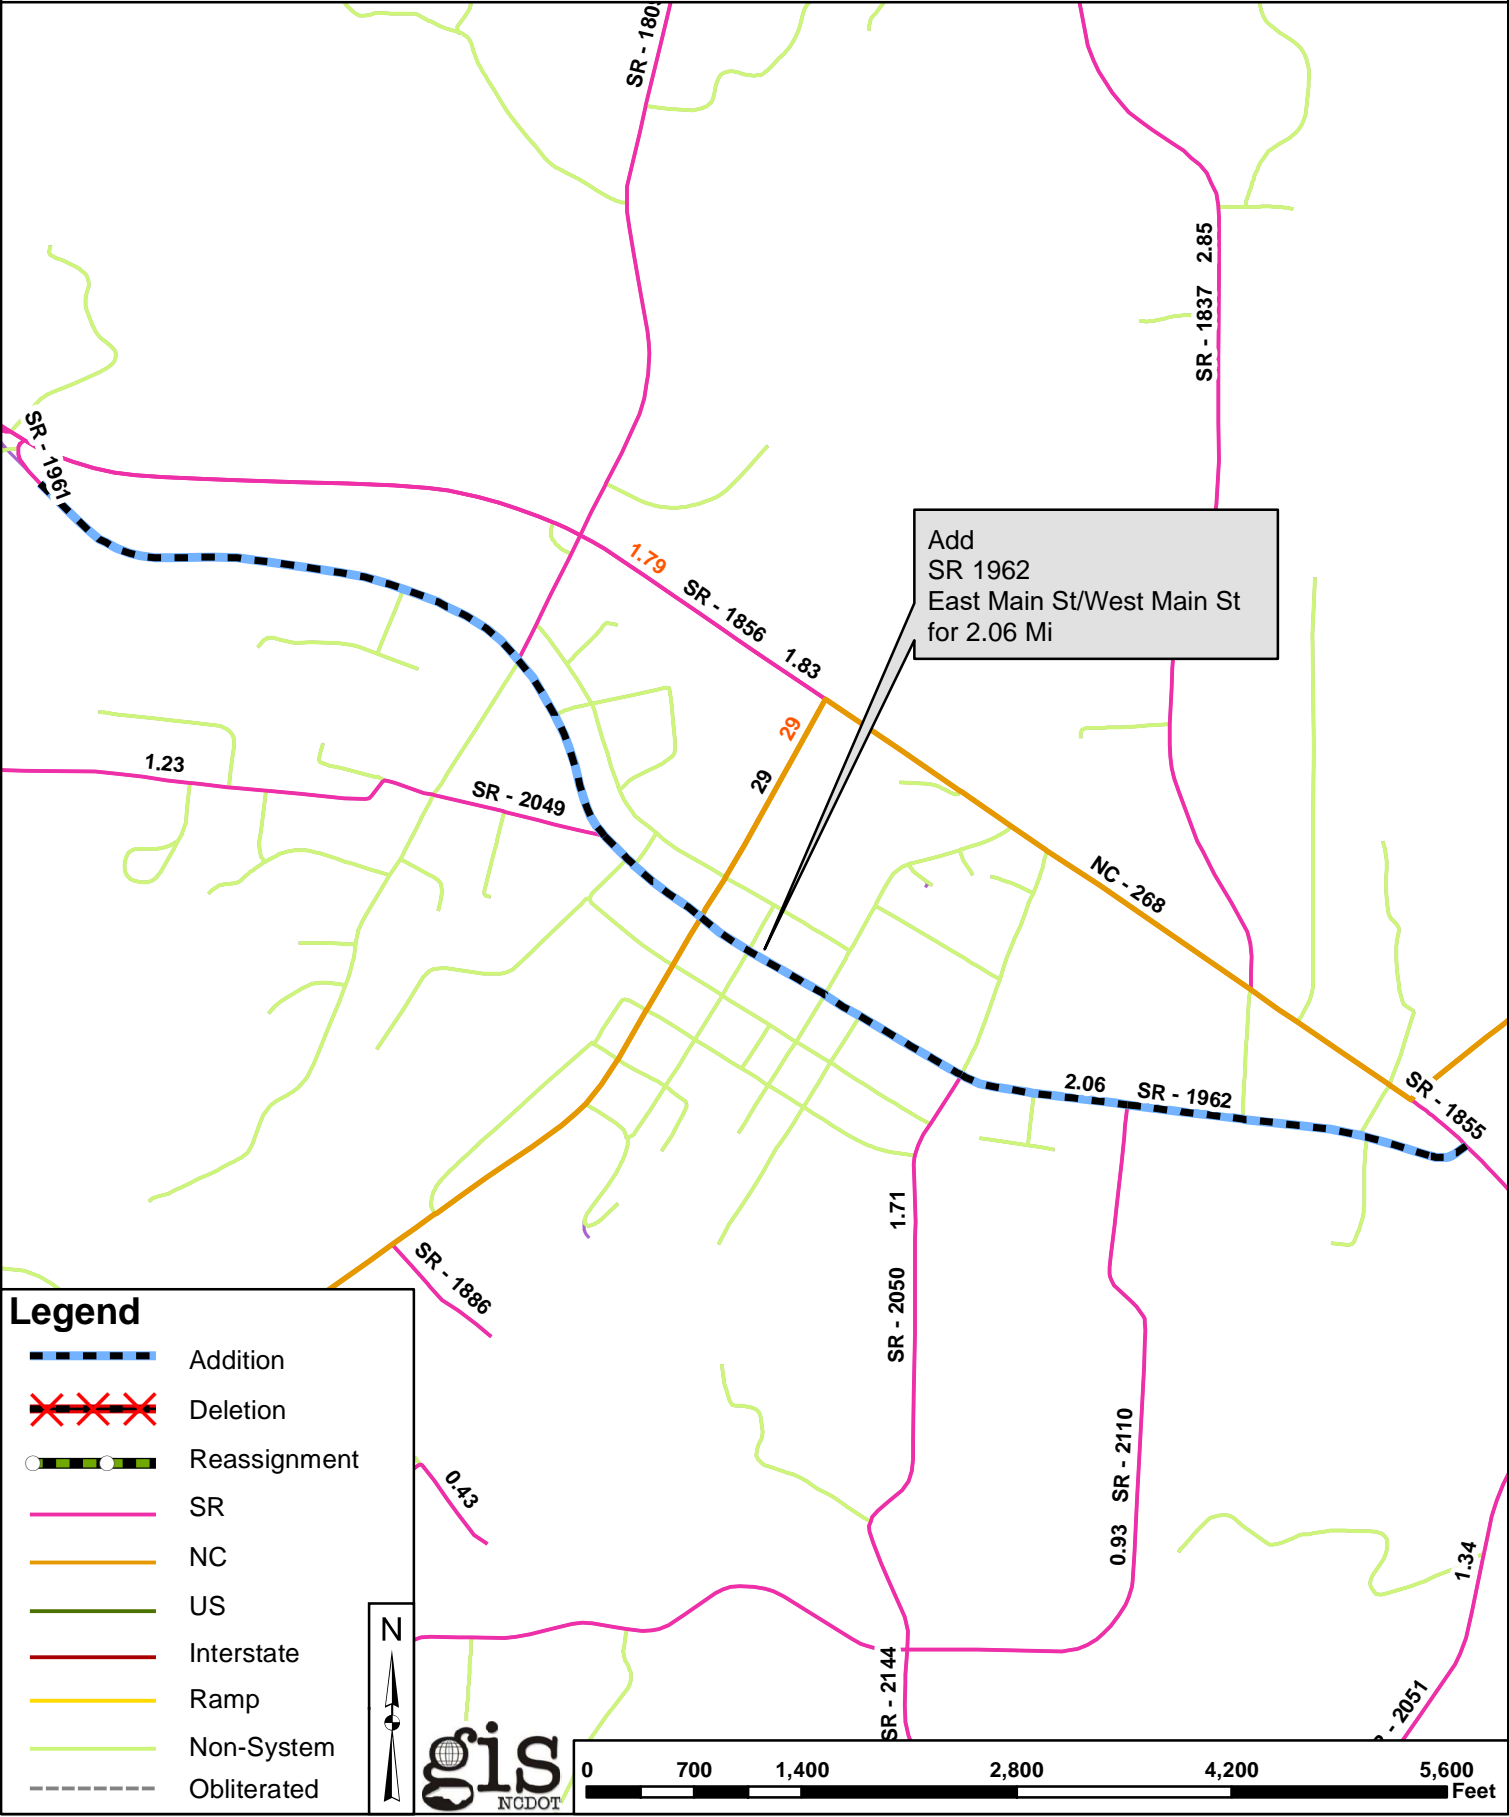 SR - 180
SR - 1837 2.85
SR - 1961
1.79
SR - 1856
1.83
Add
SR 1962
East Main St/West Main St
for 2.06 Mi
29
29
1.23
SR - 2049
NC - 268
2.06
SR - 1962
SR - 1855
1.71
SR - 2050
SR - 1886
0.43
0.93 SR - 2110
1.34
SR - 2144
- 2051
Legend
Addition
Deletion
Reassignment
SR
NC
US
Interstate
Ramp
Non-System
Obliterated
N
gis
NCDOT
0 700 1,400 2,800 4,200 5,600
Feet